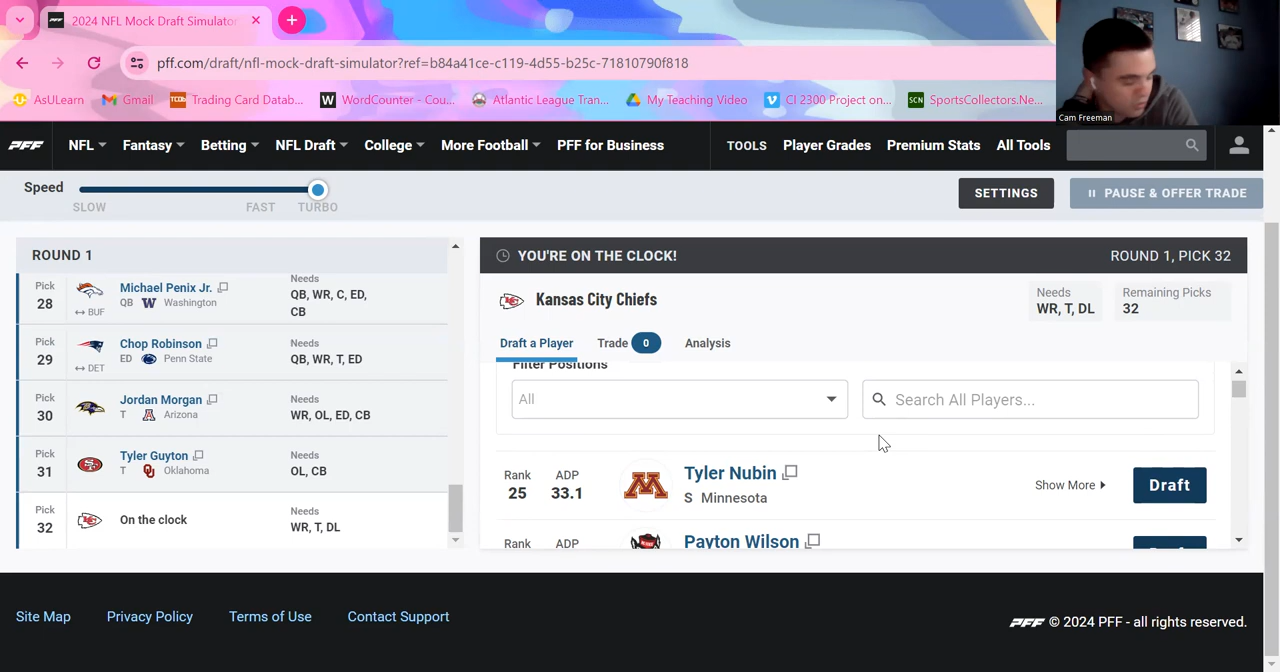 2024 NFL Mock Draft Simulator
pff.com/draft/nfl-mock-draft-simulator?ref=b84a41ce-c119-4d55-b25c-71810790f818
AsULearn
Gmail
Trading Card Datab...
WordCounter - Cou...
Atlantic League Tran...
My Teaching Video
CI 2300 Project on...
SportsCollectors.Ne...
Cam Freeman
PFF
NFL
Fantasy
Betting
NFL Draft
College
More Football
PFF for Business
TOOLS
Player Grades
Premium Stats
All Tools
Speed
SLOW
FAST
TURBO
SETTINGS
PAUSE & OFFER TRADE
ROUND 1
Pick
28
↔ BUF
Michael Penix Jr.
QB W Washington
Needs
QB, WR, C, ED,
CB
Pick
29
↔ DET
Chop Robinson
ED Penn State
Needs
QB, WR, T, ED
Pick
30
Jordan Morgan
T A Arizona
Needs
WR, OL, ED, CB
Pick
31
Tyler Guyton
T Oklahoma
Needs
OL, CB
Pick
32
On the clock
Needs
WR, T, DL
YOU'RE ON THE CLOCK!
ROUND 1, PICK 32
Kansas City Chiefs
Needs
WR, T, DL
Remaining Picks
32
Draft a Player
Trade 0
Analysis
Filter Positions
All
Search All Players...
Rank
25
ADP
33.1
Tyler Nubin
S Minnesota
Show More
Draft
Rank
ADP
Payton Wilson
Site Map
Privacy Policy
Terms of Use
Contact Support
PFF © 2024 PFF - all rights reserved.